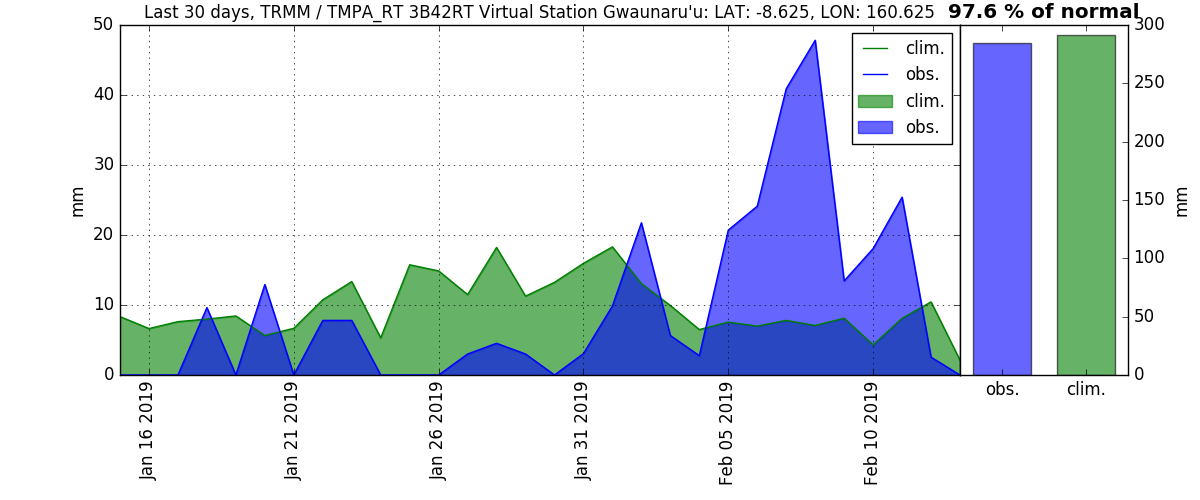 Last 30 days, TRMM / TMPA_RT 3B42RT Virtual Station Gwaunaru'u: LAT: -8.625, LON: 160.625
97.6 % of normal
50
40
30
20
10
0
mm
clim.
obs.
clim.
obs.
300
250
200
150
100
50
0
mm
Jan 16 2019
Jan 21 2019
Jan 26 2019
Jan 31 2019
Feb 05 2019
Feb 10 2019
obs.
clim.